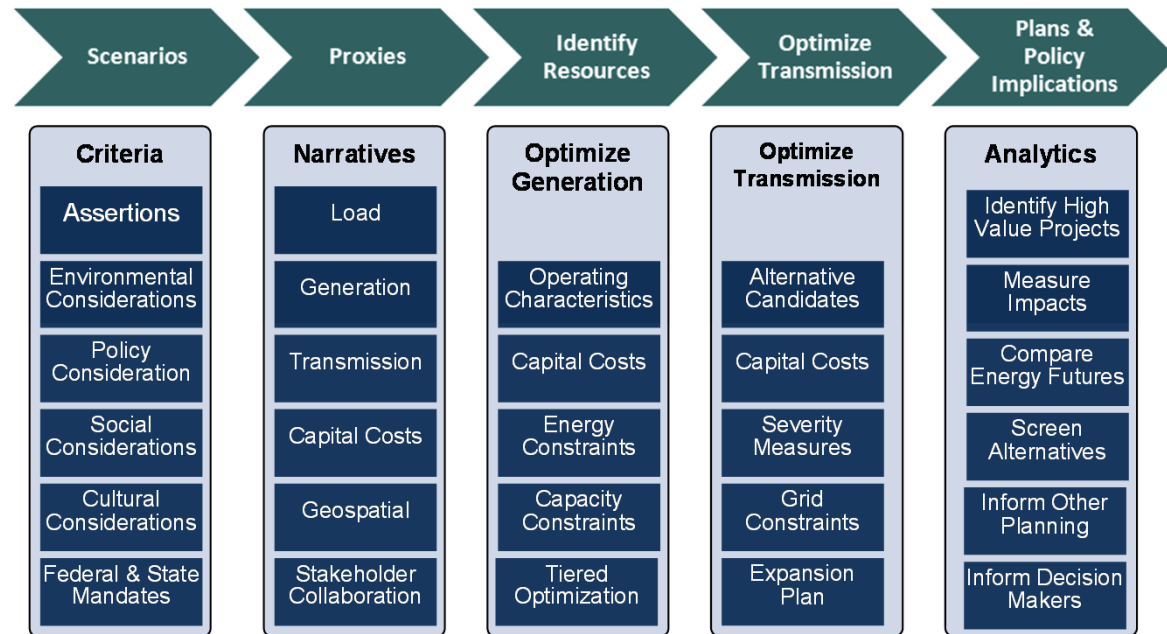 Scenarios
Proxies
Identify
Resources
Optimize
Transmission
Plans &
Policy
Implications
Criteria
Assertions
Environmental
Considerations
Policy
Consideration
Social
Considerations
Cultural
Considerations
Federal & State
Mandates
Narratives
Load
Generation
Transmission
Capital Costs
Geospatial
Stakeholder
Collaboration
Optimize
Generation
Operating
Characteristics
Capital Costs
Energy
Constraints
Capacity
Constraints
Tiered
Optimization
Optimize
Transmission
Alternative
Candidates
Capital Costs
Severity
Measures
Grid
Constraints
Expansion
Plan
Analytics
Identify High
Value Projects
Measure
Impacts
Compare
Energy Futures
Screen
Alternatives
Inform Other
Planning
Inform Decision
Makers